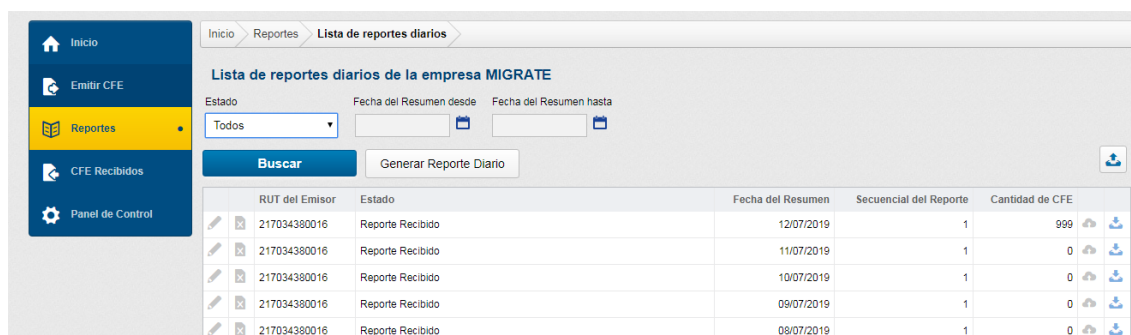 Inicio
Emitir CFE
Reportes
CFE Recibidos
Panel de Control
Inicio Reportes Lista de reportes diarios
Lista de reportes diarios de la empresa MIGRATE
Estado Fecha del Resumen desde Fecha del Resumen hasta
Todos
Buscar Generar Reporte Diario
RUT del Emisor Estado Fecha del Resumen Secuencial del Reporte Cantidad de CFE
217034380016 Reporte Recibido 12/07/2019 1 999
217034380016 Reporte Recibido 11/07/2019 1 0
217034380016 Reporte Recibido 10/07/2019 1 0
217034380016 Reporte Recibido 09/07/2019 1 0
217034380016 Reporte Recibido 08/07/2019 1 0